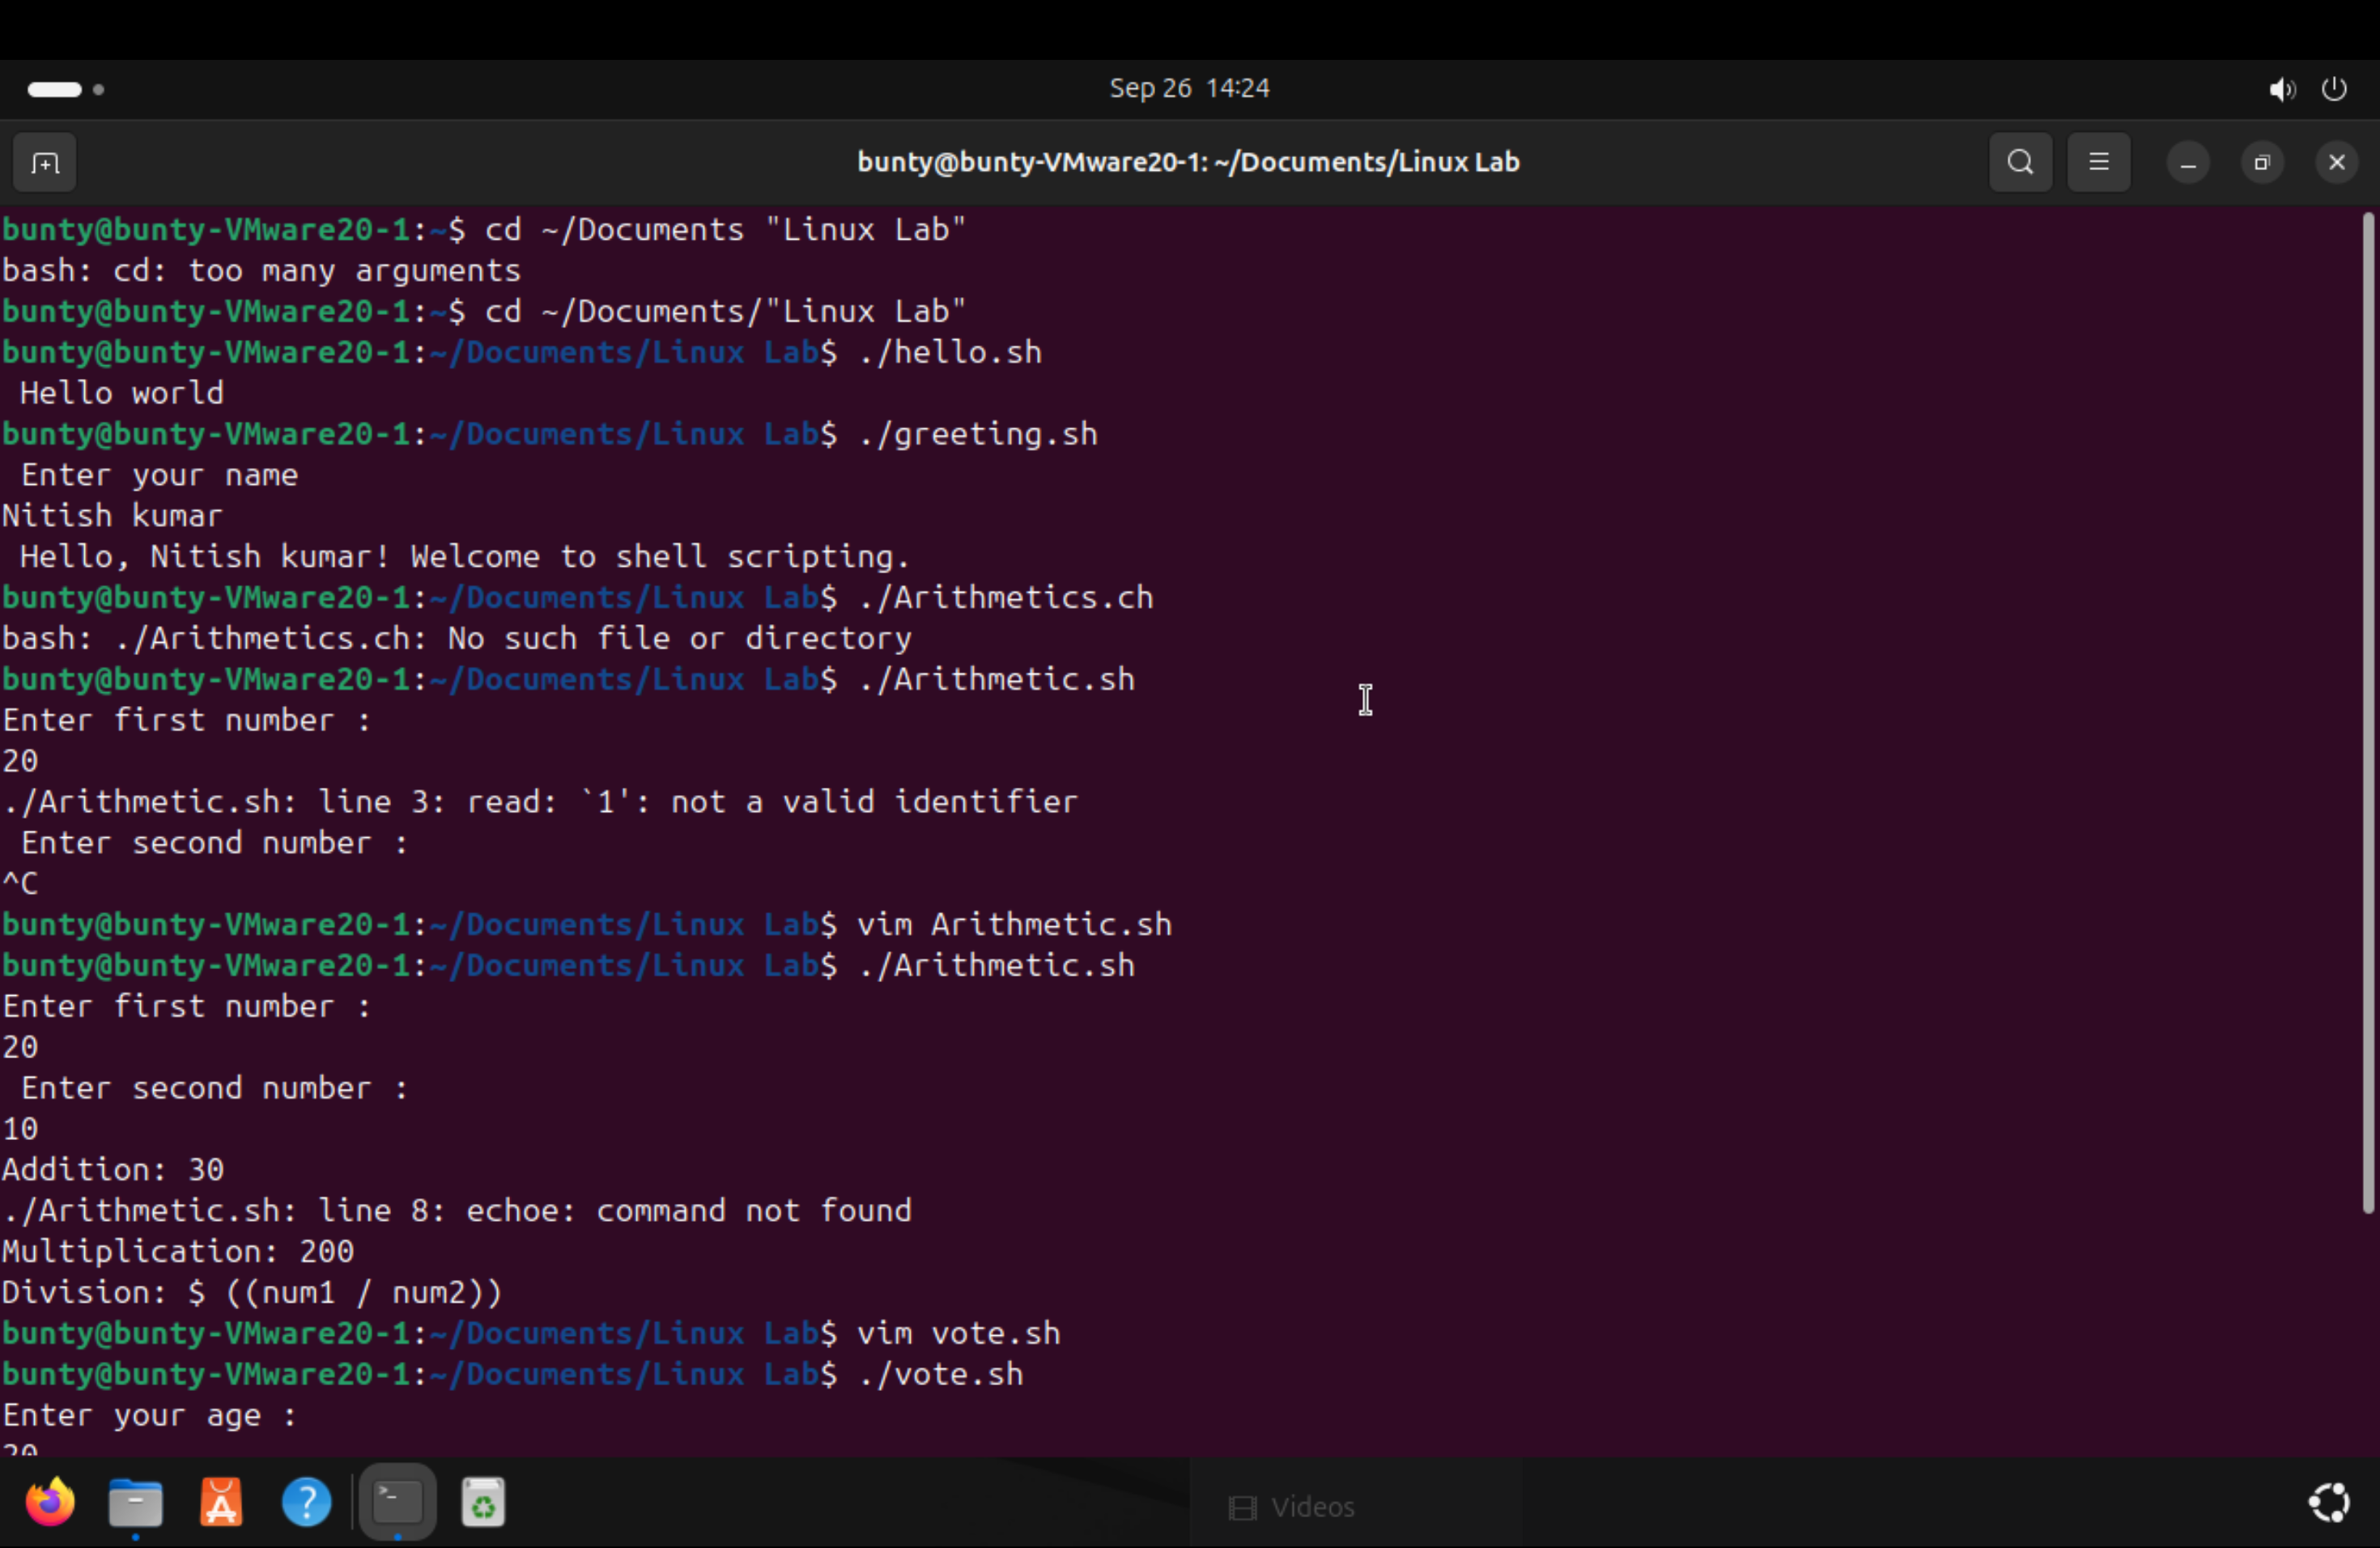 Sep 26 14:24
bunty@bunty-VMware20-1: ~/Documents/Linux Lab
bunty@bunty-VMware20-1:~$ cd ~/Documents "Linux Lab"
bash: cd: too many arguments
bunty@bunty-VMware20-1:~$ cd ~/Documents/"Linux Lab"
bunty@bunty-VMware20-1:~/Documents/Linux Lab$ ./hello.sh
 Hello world
bunty@bunty-VMware20-1:~/Documents/Linux Lab$ ./greeting.sh
 Enter your name
Nitish kumar
 Hello, Nitish kumar! Welcome to shell scripting.
bunty@bunty-VMware20-1:~/Documents/Linux Lab$ ./Arithmetics.ch
bash: ./Arithmetics.ch: No such file or directory
bunty@bunty-VMware20-1:~/Documents/Linux Lab$ ./Arithmetic.sh
Enter first number :
20
./Arithmetic.sh: line 3: read: `1': not a valid identifier
 Enter second number :
^C
bunty@bunty-VMware20-1:~/Documents/Linux Lab$ vim Arithmetic.sh
bunty@bunty-VMware20-1:~/Documents/Linux Lab$ ./Arithmetic.sh
Enter first number :
20
 Enter second number :
10
Addition: 30
./Arithmetic.sh: line 8: echoe: command not found
Multiplication: 200
Division: $ ((num1 / num2))
bunty@bunty-VMware20-1:~/Documents/Linux Lab$ vim vote.sh
bunty@bunty-VMware20-1:~/Documents/Linux Lab$ ./vote.sh
Enter your age :
20
Videos